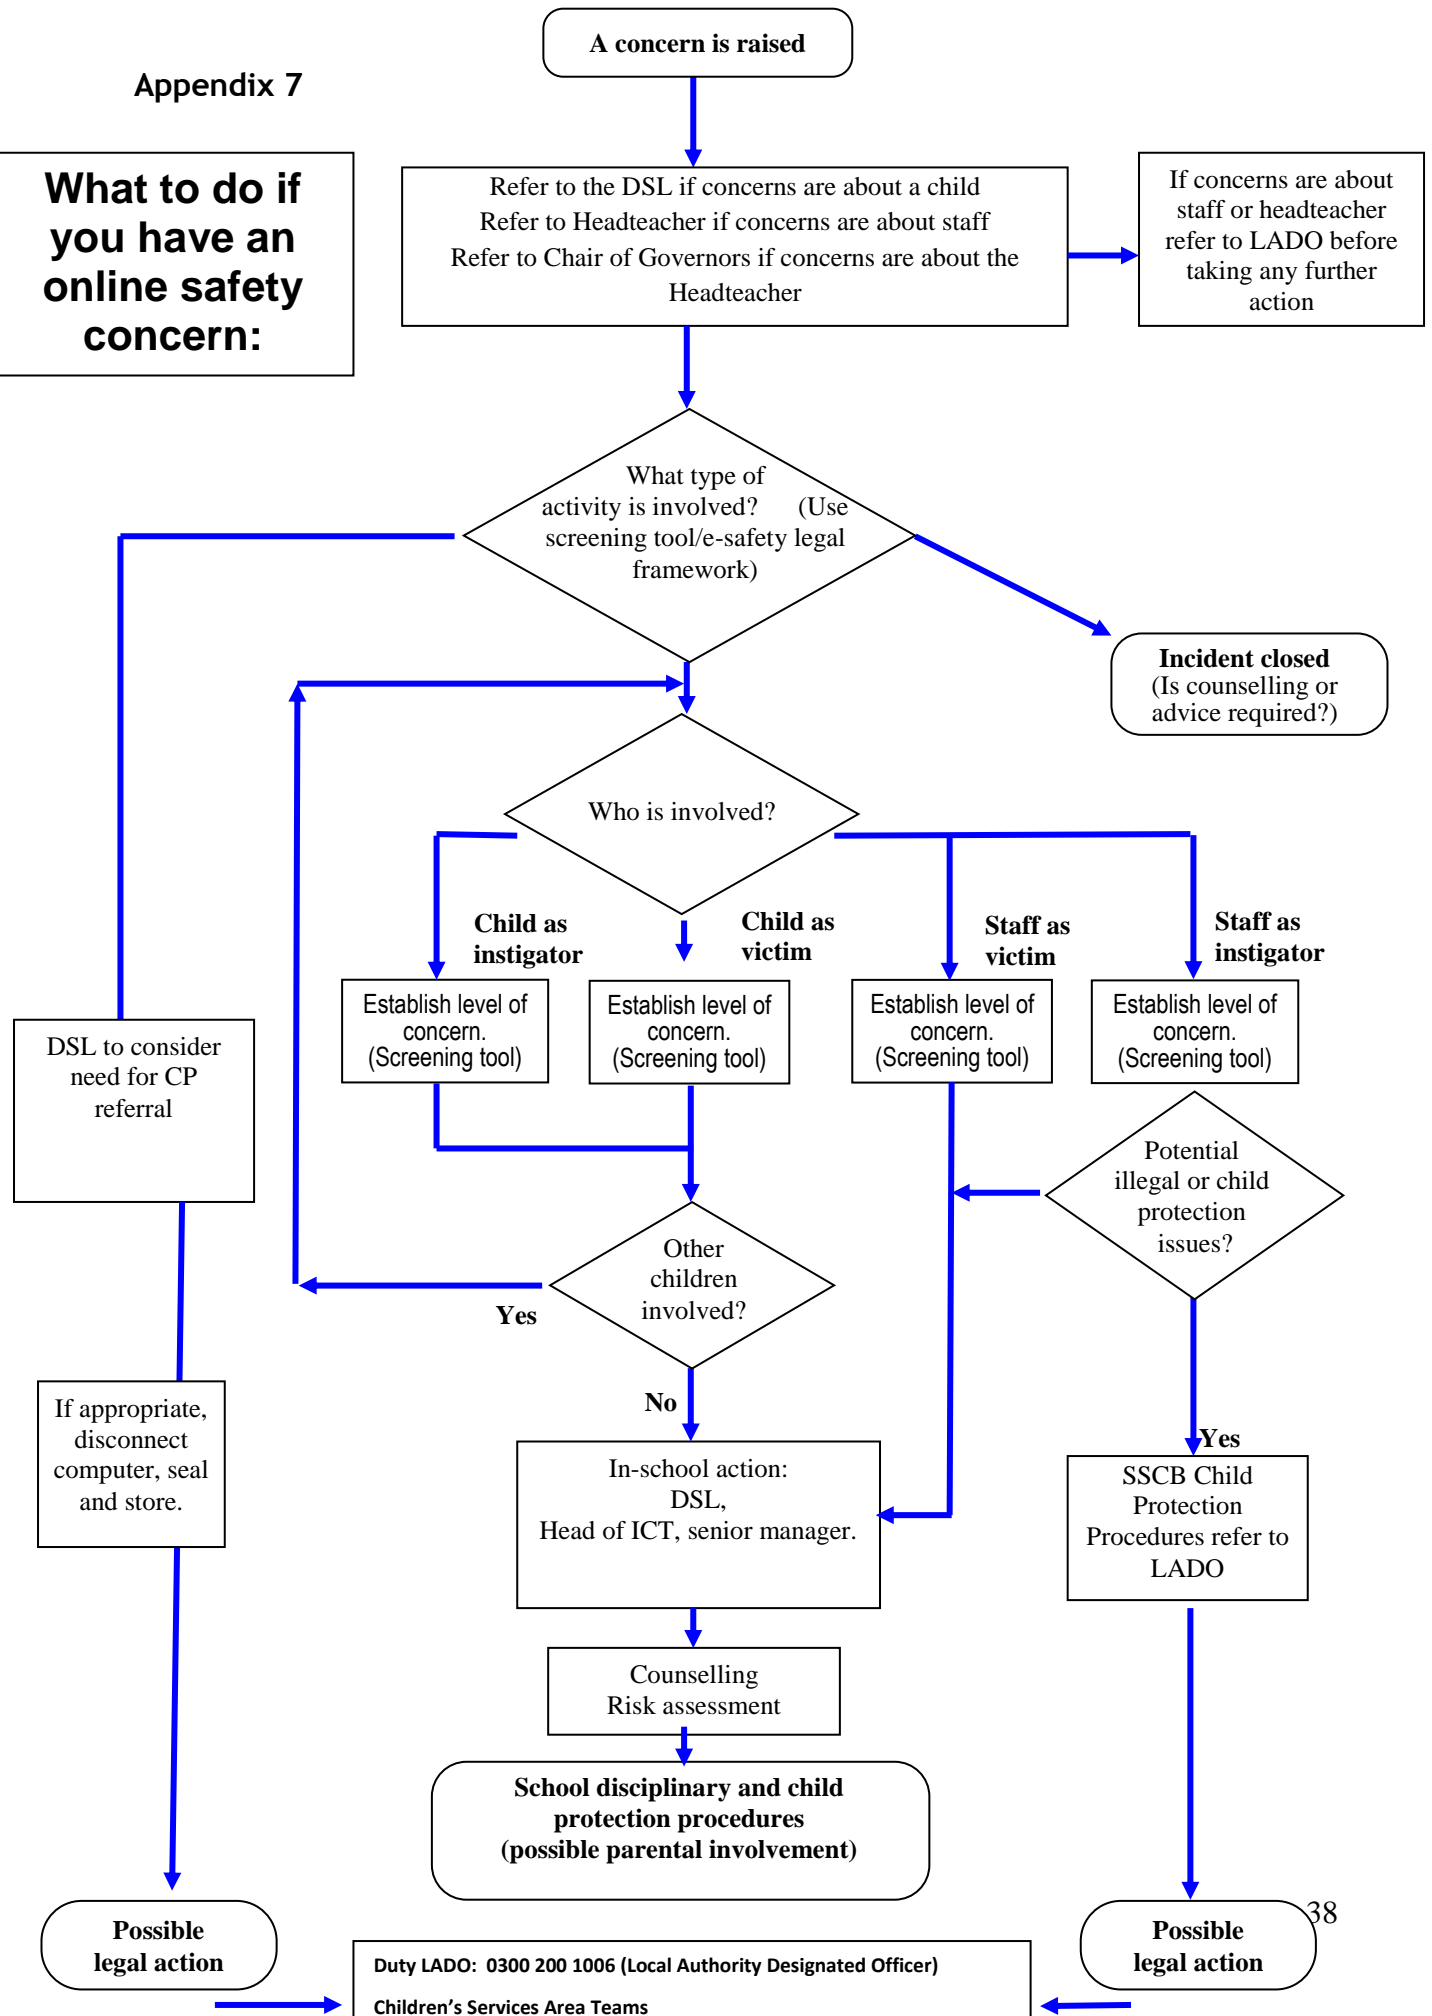 A concern is raised
Appendix 7
What to do if
you have an
online safety
concern:
Refer to the DSL if concerns are about a child
Refer to Headteacher if concerns are about staff
Refer to Chair of Governors if concerns are about the
Headteacher
If concerns are about
staff or headteacher
refer to LADO before
taking any further
action
What type of
activity is involved? (Use
screening tool/e-safety legal
framework)
Incident closed
(Is counselling or
advice required?)
Who is involved?
Child as
instigator
Child as
victim
Staff as
victim
Staff as
instigator
Establish level of
concern.
(Screening tool)
Establish level of
concern.
(Screening tool)
Establish level of
concern.
(Screening tool)
Establish level of
concern.
(Screening tool)
DSL to consider
need for CP
referral
Potential
illegal or child
protection
issues?
Other
children
involved?
Yes
No
If appropriate,
disconnect
computer, seal
and store.
Yes
In-school action:
DSL,
Head of ICT, senior manager.
SSCB Child
Protection
Procedures refer to
LADO
Counselling
Risk assessment
School disciplinary and child
protection procedures
(possible parental involvement)
Possible
legal action
Possible
legal action
38
Duty LADO: 0300 200 1006 (Local Authority Designated Officer)
Children's Services Area Teams